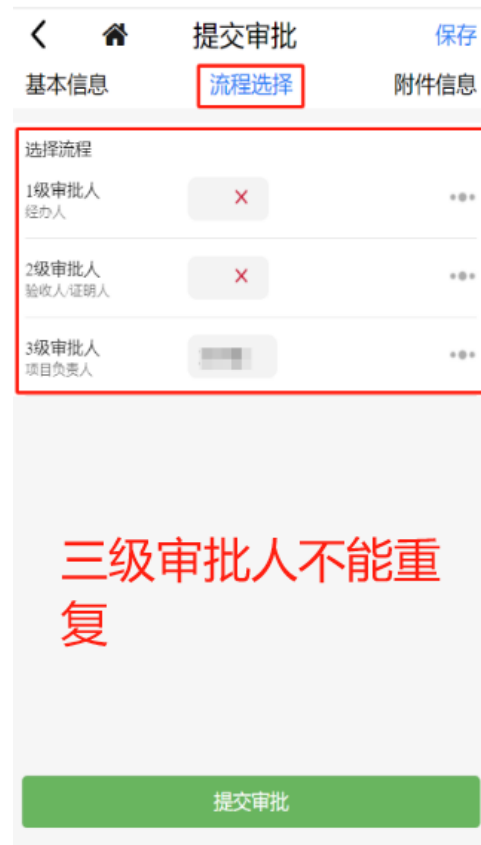 提交审批 保存
基本信息 流程选择 附件信息
选择流程
1级审批人
经办人
2级审批人
验收人/证明人
3级审批人
项目负责人
三级审批人不能重
复
提交审批